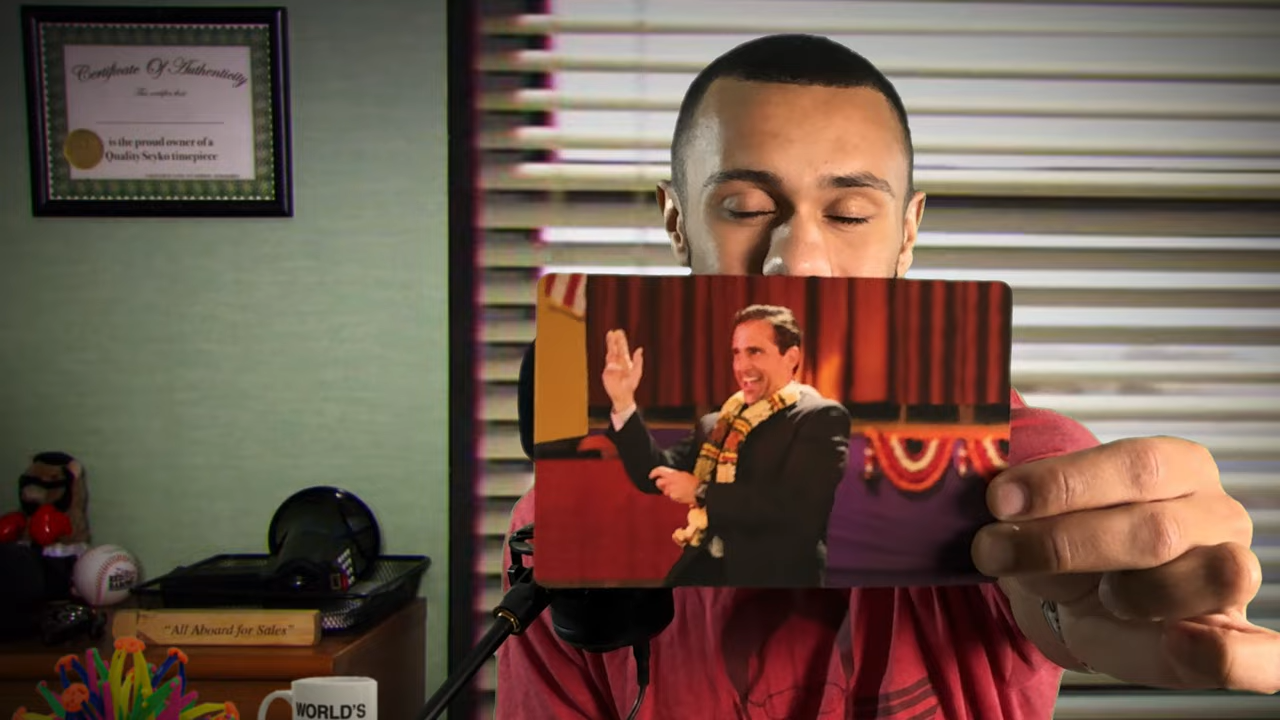 Certificate Of Authenticity
This certifies that
is the proud owner of a
Quality Seyko timepiece
"All Aboard for Sales"
WORLD'S